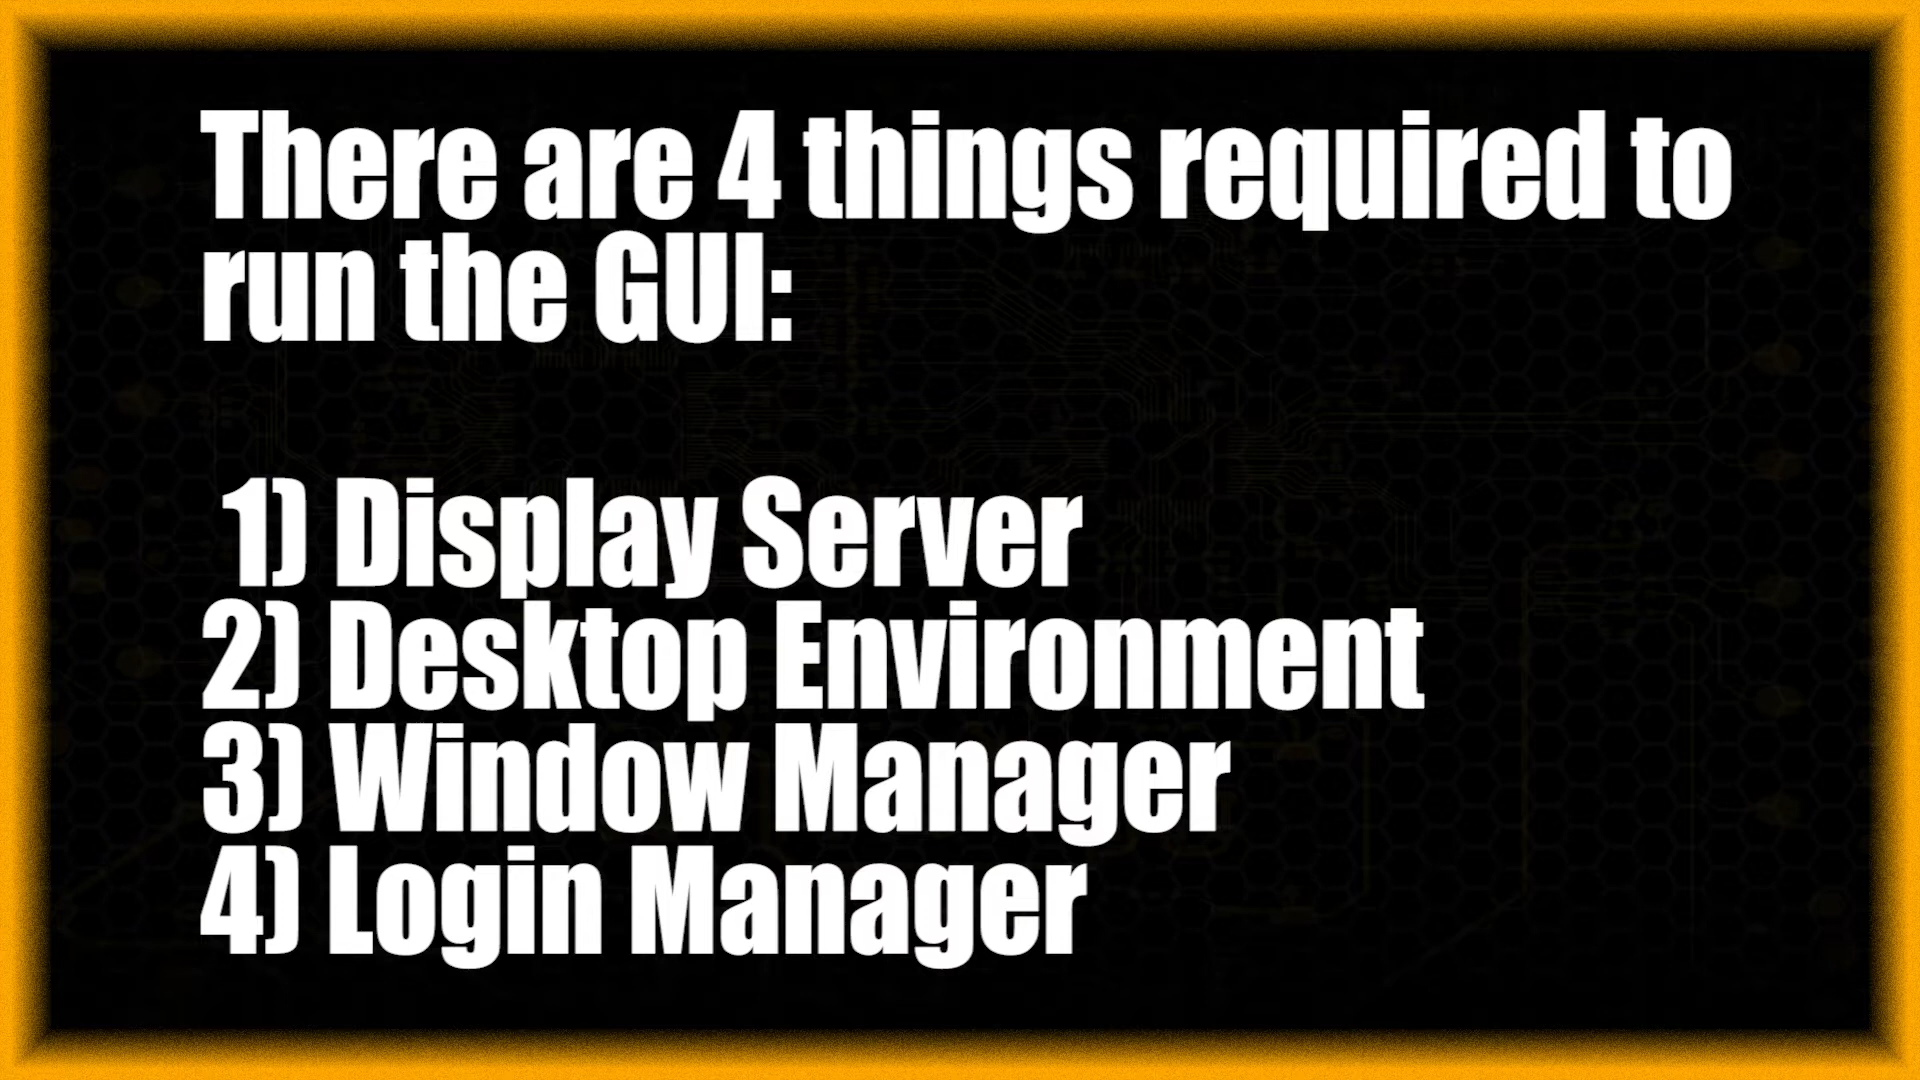 There are 4 things required to
run the GUI:
1) Display Server
2) Desktop Environment
3) Window Manager
4) Login Manager